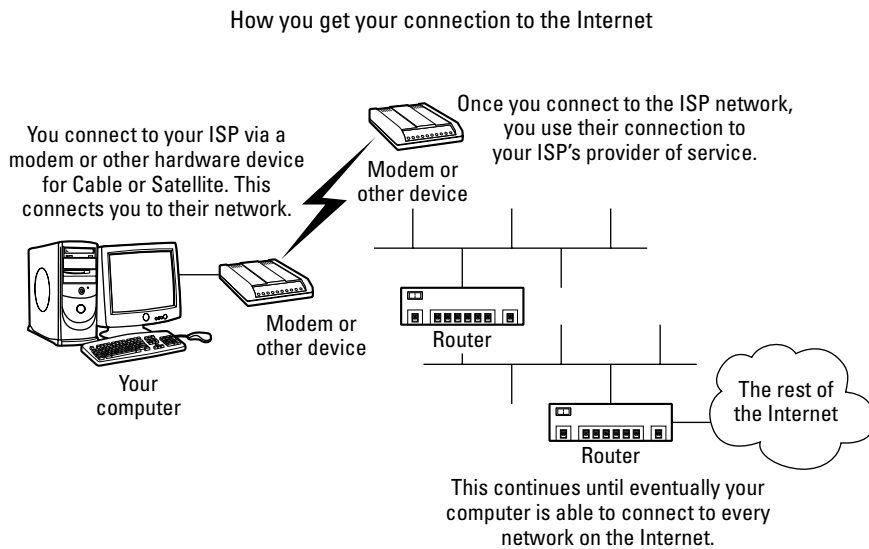 How you get your connection to the Internet
You connect to your ISP via a
modem or other hardware device
for Cable or Satellite. This
connects you to their network.
Once you connect to the ISP network,
you use their connection to
your ISP's provider of service.
Modem or
other device
Modem or
other device
Your
computer
Router
Router
The rest of
the Internet
This continues until eventually your
computer is able to connect to every
network on the Internet.